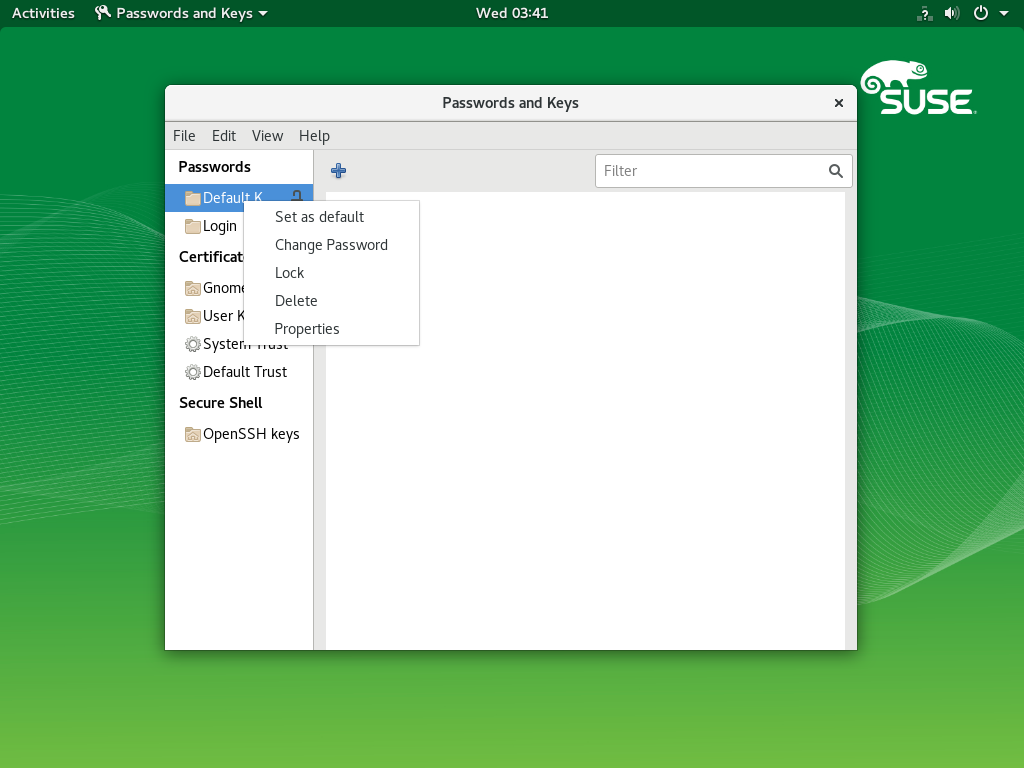 Activities Passwords and Keys Wed 03:41
SUSE
Passwords and Keys
File Edit View Help
Passwords
Filter
Default K
Login
Set as default
Change Password
Lock
Delete
Properties
Certificat
Gnome
User K
System Trust
Default Trust
Secure Shell
OpenSSH keys